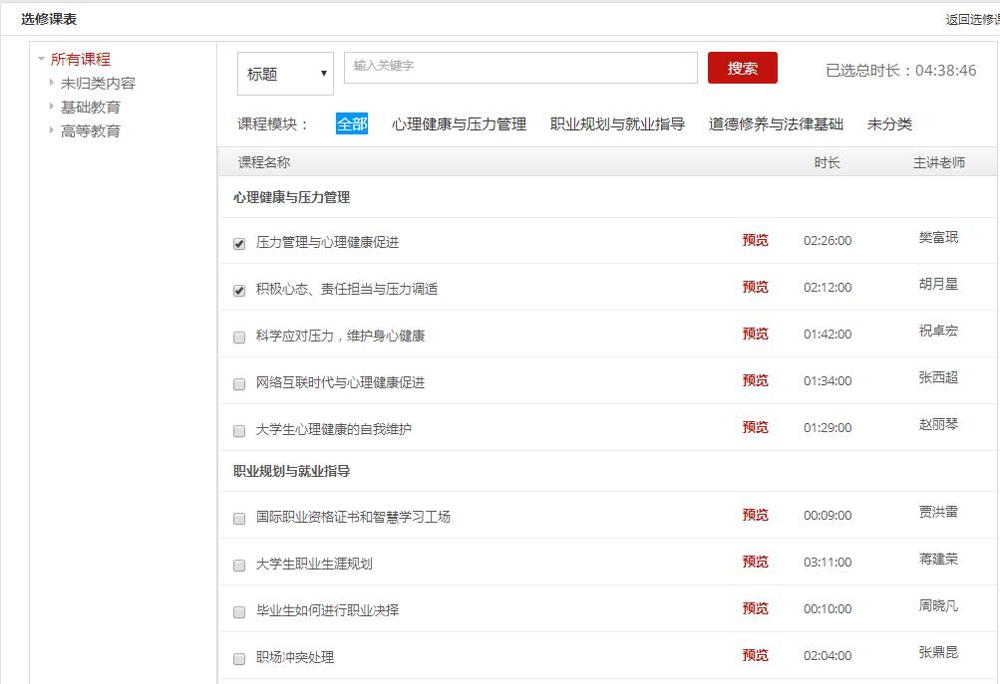 选修课表
返回选修课
所有课程
未归类内容
基础教育
高等教育
标题 输入关键字 搜索 已选总时长：04:38:46
课程模块： 全部 心理健康与压力管理 职业规划与就业指导 道德修养与法律基础 未分类
课程名称 时长 主讲老师
心理健康与压力管理
压力管理与心理健康促进 预览 02:26:00 樊富珉
积极心态、责任担当与压力调适 预览 02:12:00 胡月星
科学应对压力，维护身心健康 预览 01:42:00 祝卓宏
网络互联时代与心理健康促进 预览 01:34:00 张西超
大学生心理健康的自我维护 预览 01:29:00 赵丽琴
职业规划与就业指导
国际职业资格证书和智慧学习工场 预览 00:09:00 贾洪雷
大学生职业生涯规划 预览 03:11:00 蒋建荣
毕业生如何进行职业决择 预览 00:10:00 周晓凡
职场冲突处理 预览 02:04:00 张鼎昆